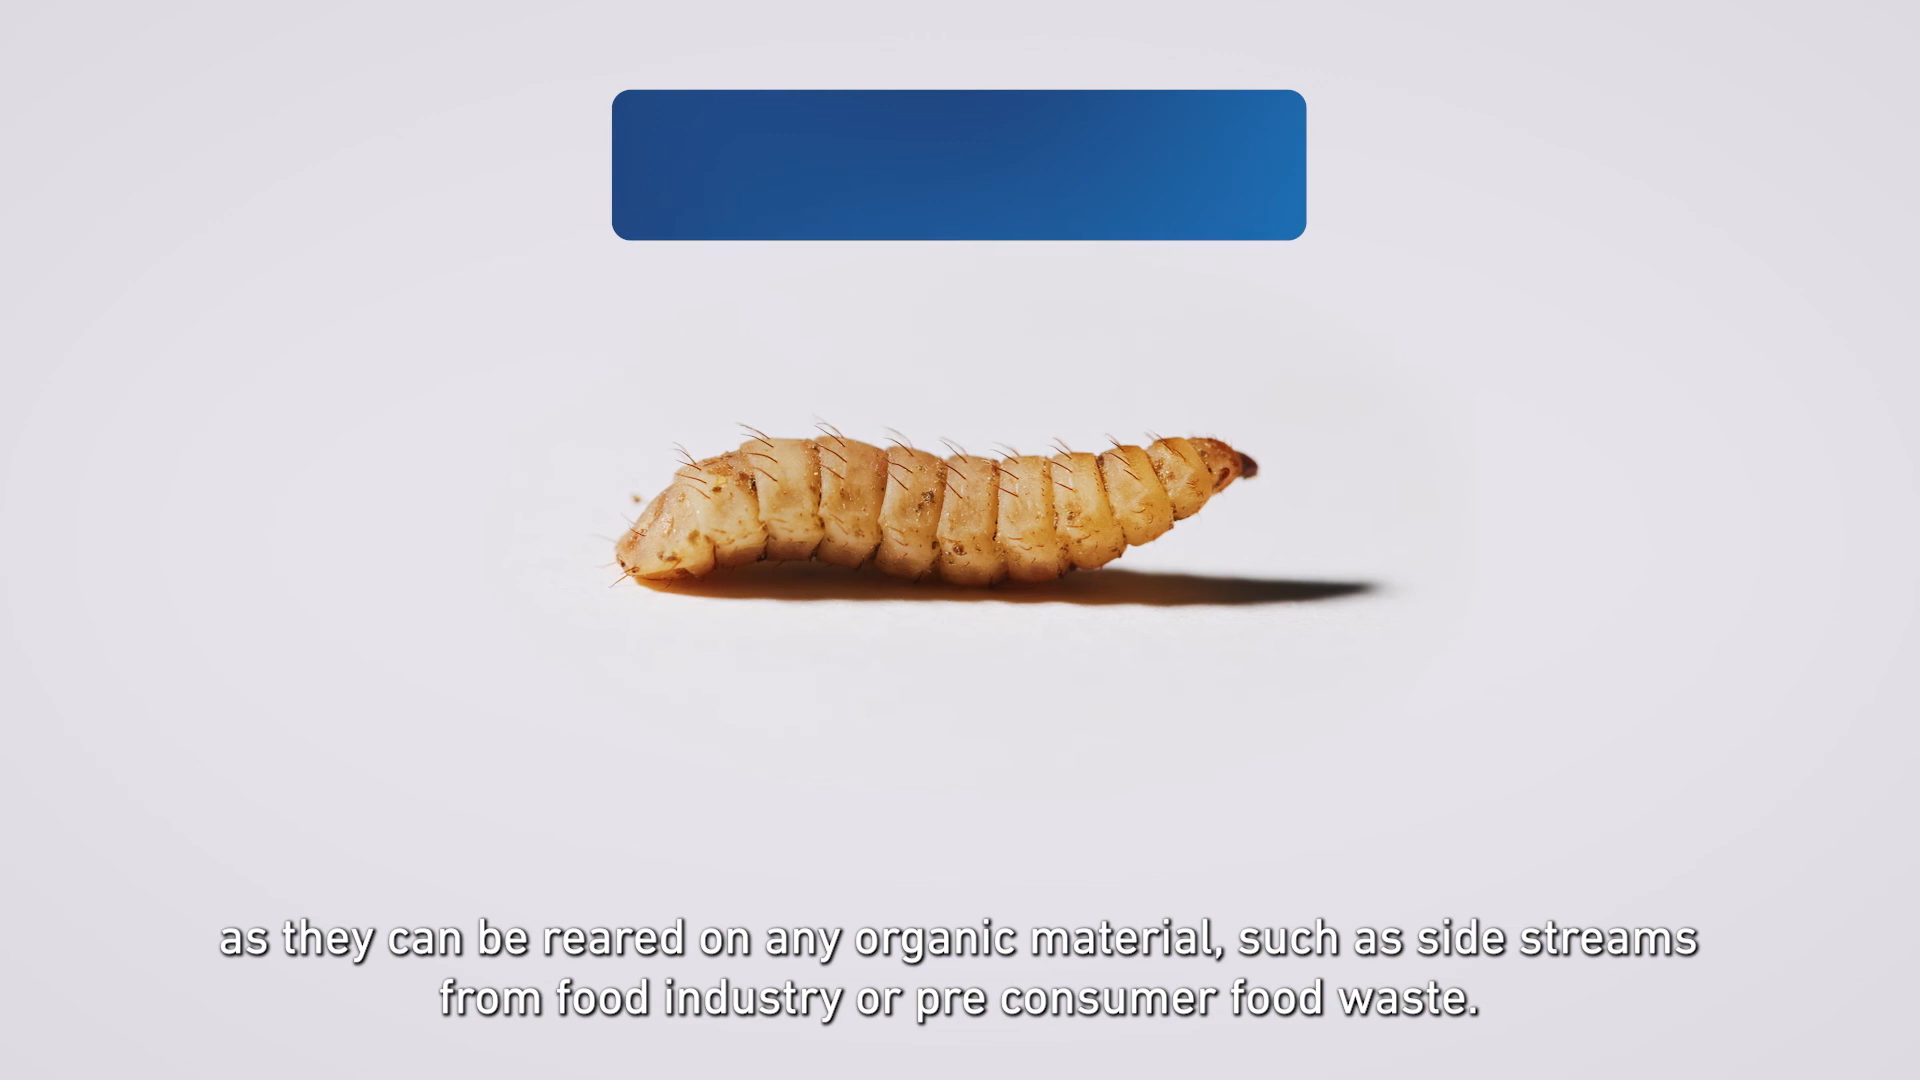 as they can be reared on any organic material, such as side streams
from food industry or pre consumer food waste.